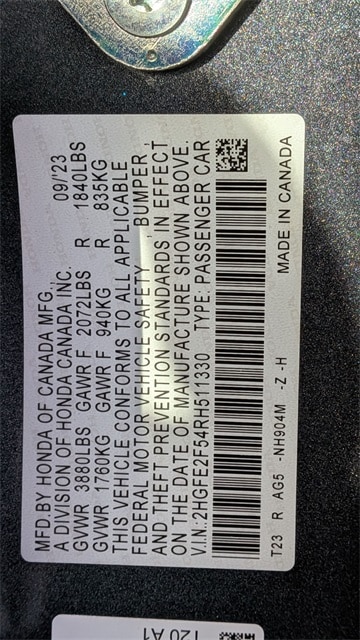 MFD.BY HONDA OF CANADA MFG.,
A DIVISION OF HONDA CANADA INC. 09/23
GVWR 3880LBS GAWR F 2072LBS R 1840LBS
GVWR 1760KG GAWR F 940KG R 835KG
THIS VEHICLE CONFORMS TO ALL APPLICABLE
FEDERAL MOTOR VEHICLE SAFETY , BUMPER ,
AND THEFT PREVENTION STANDARDS IN EFFECT
ON THE DATE OF MANUFACTURE SHOWN ABOVE.
V.I.N.:2HGFE2F54RH511330 TYPE: PASSENGER CAR
T23 R AG5 -NH904M -Z -H MADE IN CANADA
120 A1